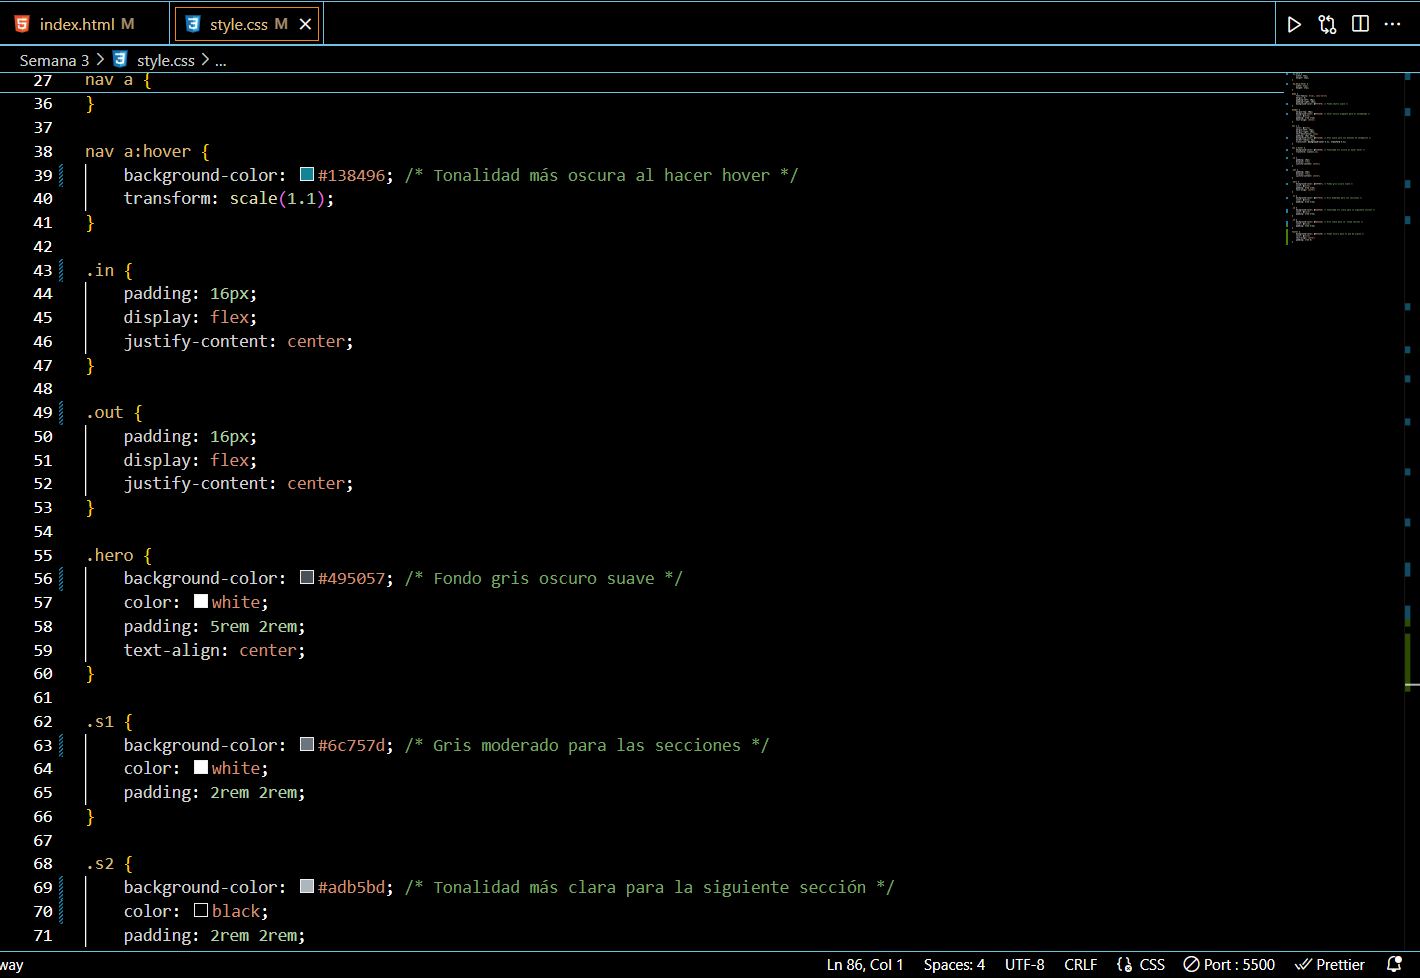 index.html M
style.css M
Semana 3 > style.css > ...
27 nav a {
36 }
37
38 nav a:hover {
39 background-color: #138496; /* Tonalidad más oscura al hacer hover */
40 transform: scale(1.1);
41 }
42
43 .in {
44 padding: 16px;
45 display: flex;
46 justify-content: center;
47 }
48
49 .out {
50 padding: 16px;
51 display: flex;
52 justify-content: center;
53 }
54
55 .hero {
56 background-color: #495057; /* Fondo gris oscuro suave */
57 color: white;
58 padding: 5rem 2rem;
59 text-align: center;
60 }
61
62 .s1 {
63 background-color: #6c757d; /* Gris moderado para las secciones */
64 color: white;
65 padding: 2rem 2rem;
66 }
67
68 .s2 {
69 background-color: #adb5bd; /* Tonalidad más clara para la siguiente sección */
70 color: black;
71 padding: 2rem 2rem;
way Ln 86, Col 1 Spaces: 4 UTF-8 CRLF CSS Port : 5500 Prettier